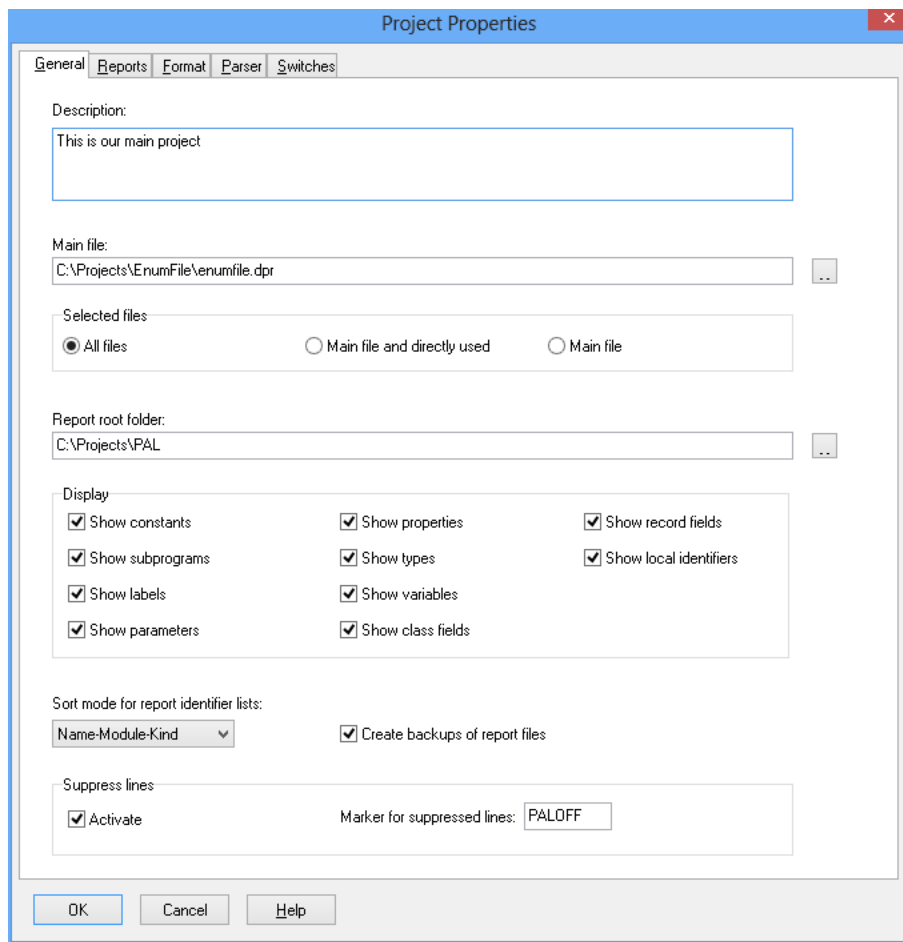 Project Properties
General Reports Format Parser Switches
Description:
This is our main project
Main file:
C:\Projects\EnumFile\enumfile.dpr
..
Selected files
All files Main file and directly used Main file
Report root folder:
C:\Projects\PAL
..
Display
Show constants Show properties Show record fields
Show subprograms Show types Show local identifiers
Show labels Show variables
Show parameters Show class fields
Sort mode for report identifier lists:
Name-Module-Kind Create backups of report files
Suppress lines
Activate Marker for suppressed lines: PALOFF
OK Cancel Help